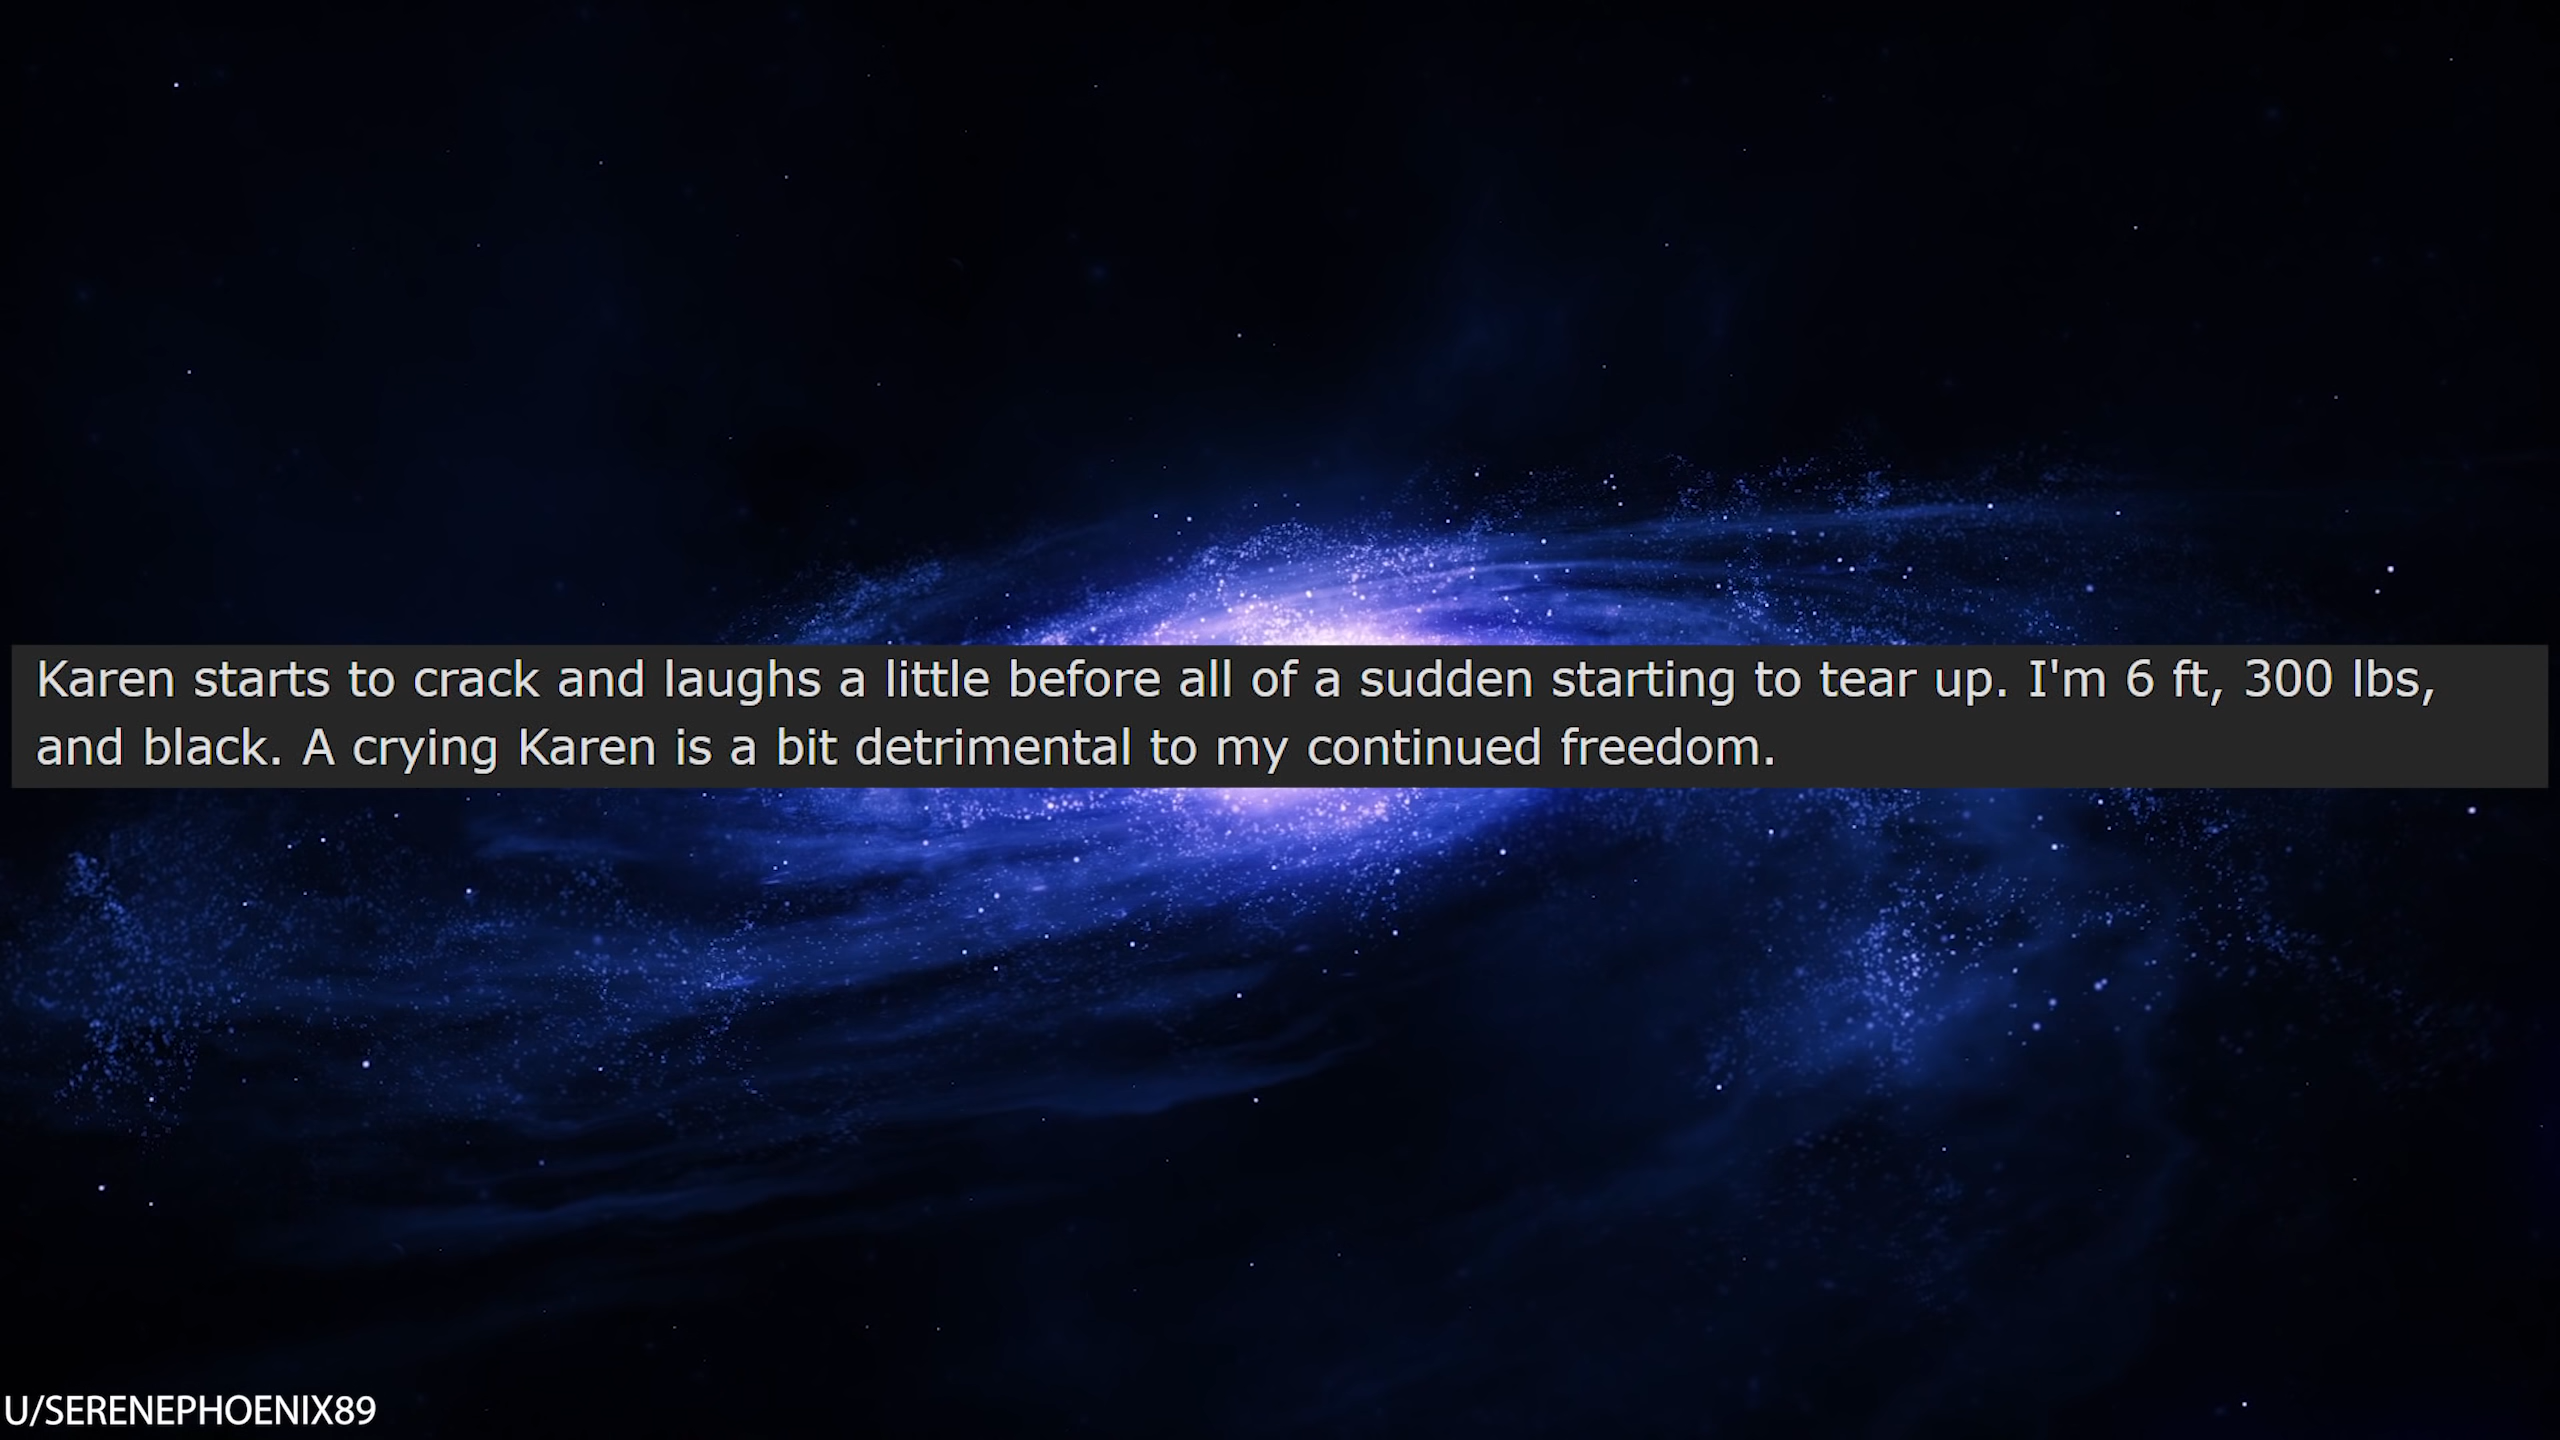 Karen starts to crack and laughs a little before all of a sudden starting to tear up. I'm 6 ft, 300 lbs,
and black. A crying Karen is a bit detrimental to my continued freedom.
U/SERENEPHOENIX89